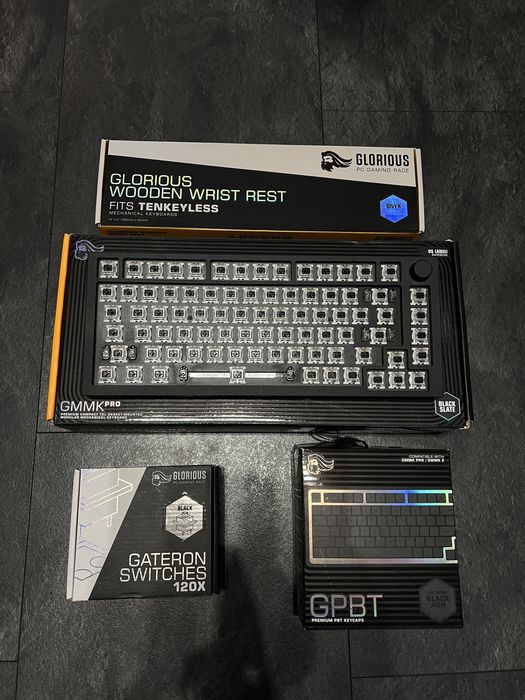 GLORIOUS
PC GAMING RACE
GLORIOUS
WOODEN WRIST REST
FITS TENKEYLESS
MECHANICAL KEYBOARDS
ONYX
US (ANSI)
GMMK PRO
PREMIUM COMPACT TKL GASKET-MOUNTED
MODULAR MECHANICAL KEYBOARD
BLACK
SLATE
GLORIOUS
PC GAMING RACE
BLACK
GATERON
SWITCHES
120X
COMPATIBLE WITH
GMMK PRO / GMMK 2
GPBT
PREMIUM PBT KEYCAPS
BLACK
ASH